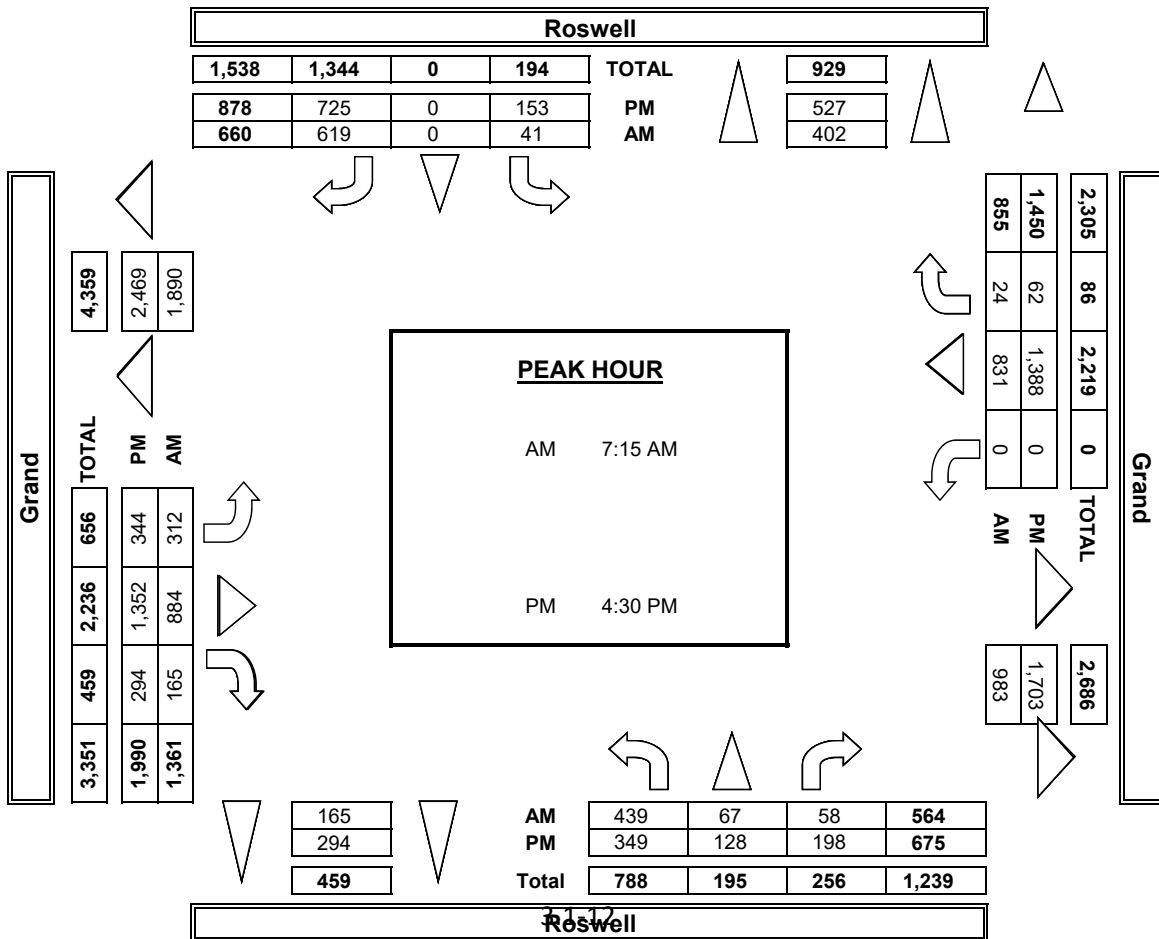 Roswell
1,538 1,344 0 194 TOTAL 929
878 725 0 153 PM 527
660 619 0 41 AM 402
Grand
4,359
2,469
1,890
TOTAL
PM
AM
656 2,236 459 3,351
344 1,352 294 1,990
312 884 165 1,361
PEAK HOUR
AM 7:15 AM
PM 4:30 PM
2,305 86 2,219 0 TOTAL 2,686
1,450 62 1,388 0 PM 1,703
855 24 831 0 AM 983
Grand
165 AM 439 67 58 564
294 PM 349 128 198 675
459 Total 788 195 256 1,239
3.1-12
Roswell